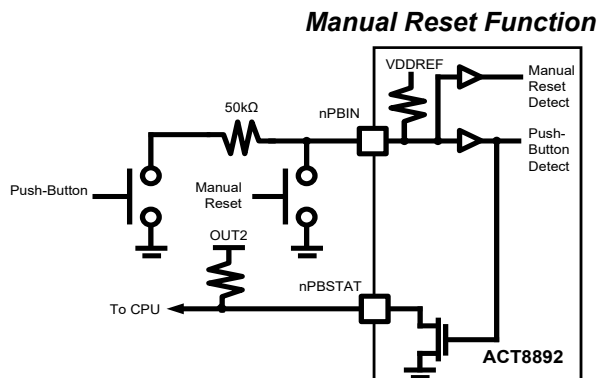 Manual Reset Function
VDDREF
Manual
Reset
Detect
50kΩ
nPBIN
Push-
Button
Detect
Push-Button
Manual
Reset
OUT2
nPBSTAT
To CPU
ACT8892